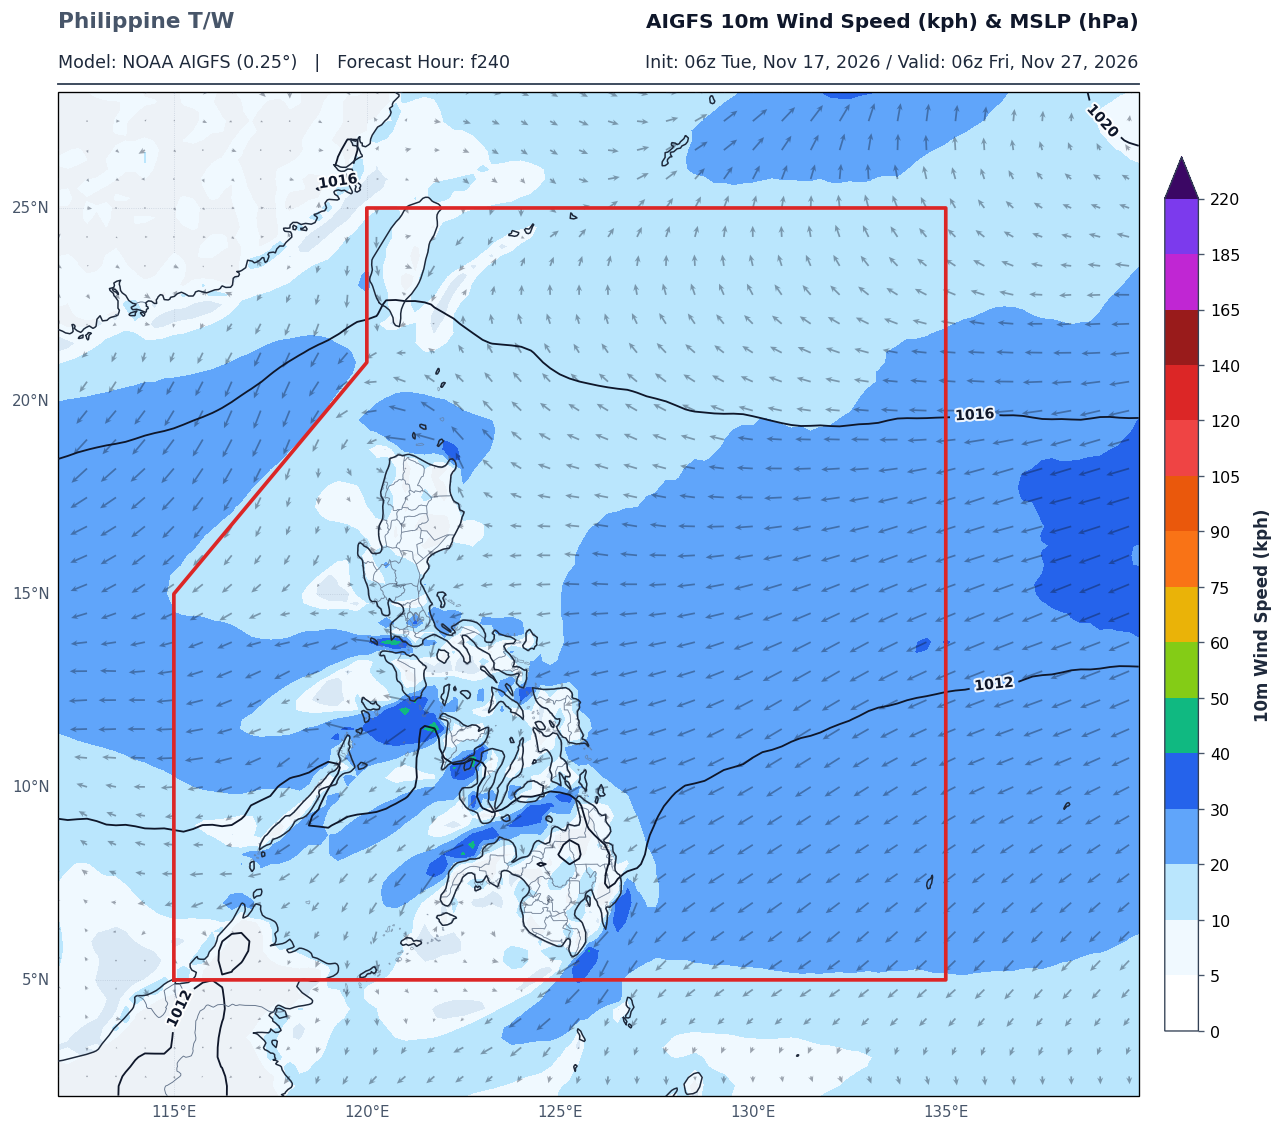 Philippine T/W
AIGFS 10m Wind Speed (kph) & MSLP (hPa)
Model: NOAA AIGFS (0.25°) | Forecast Hour: f240
Init: 06z Tue, Nov 17, 2026 / Valid: 06z Fri, Nov 27, 2026
1020
1016
25°N
20°N
1016
15°N
1012
10°N
5°N
1012
115°E
120°E
125°E
130°E
135°E
220
185
165
140
120
105
90
75
60
50
40
30
20
10
5
0
10m Wind Speed (kph)